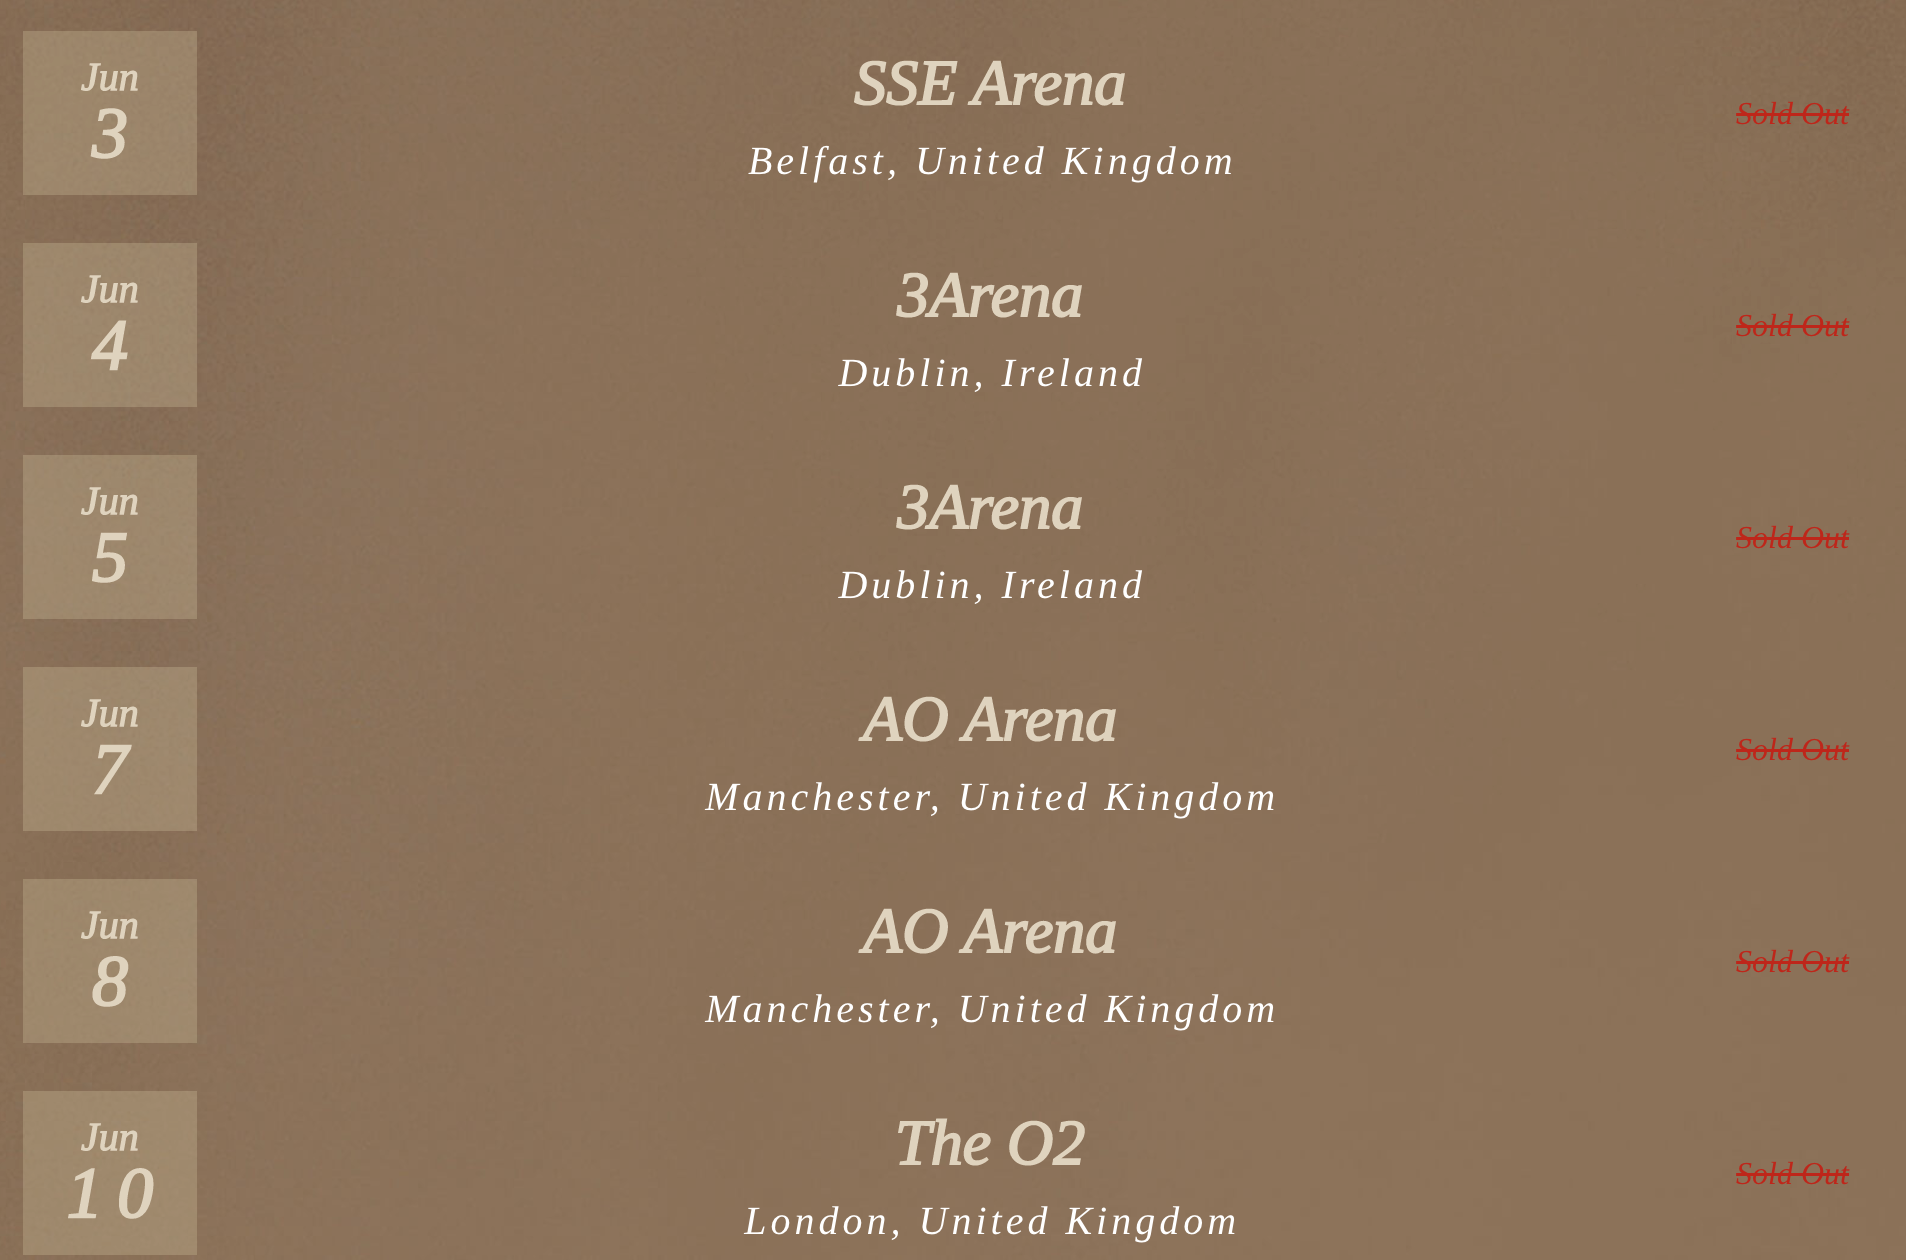 Jun
3
SSE Arena
Belfast, United Kingdom
Sold Out
Jun
4
3Arena
Dublin, Ireland
Sold Out
Jun
5
3Arena
Dublin, Ireland
Sold Out
Jun
7
AO Arena
Manchester, United Kingdom
Sold Out
Jun
8
AO Arena
Manchester, United Kingdom
Sold Out
Jun
10
The O2
London, United Kingdom
Sold Out